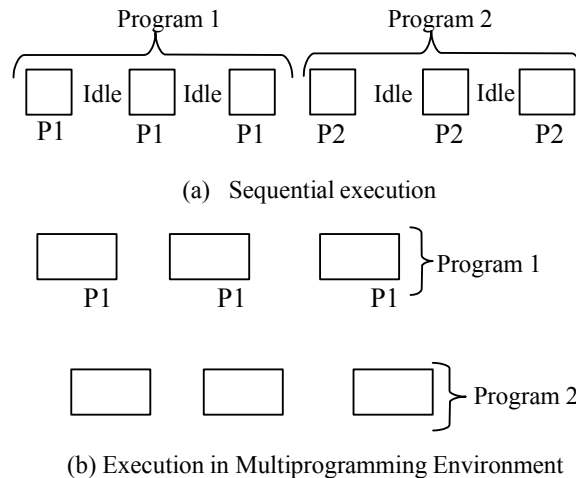 Program 1 Program 2
Idle Idle Idle Idle
P1 P1 P1 P2 P2 P2
(a) Sequential execution
Program 1
P1 P1 P1
Program 2
(b) Execution in Multiprogramming Environment